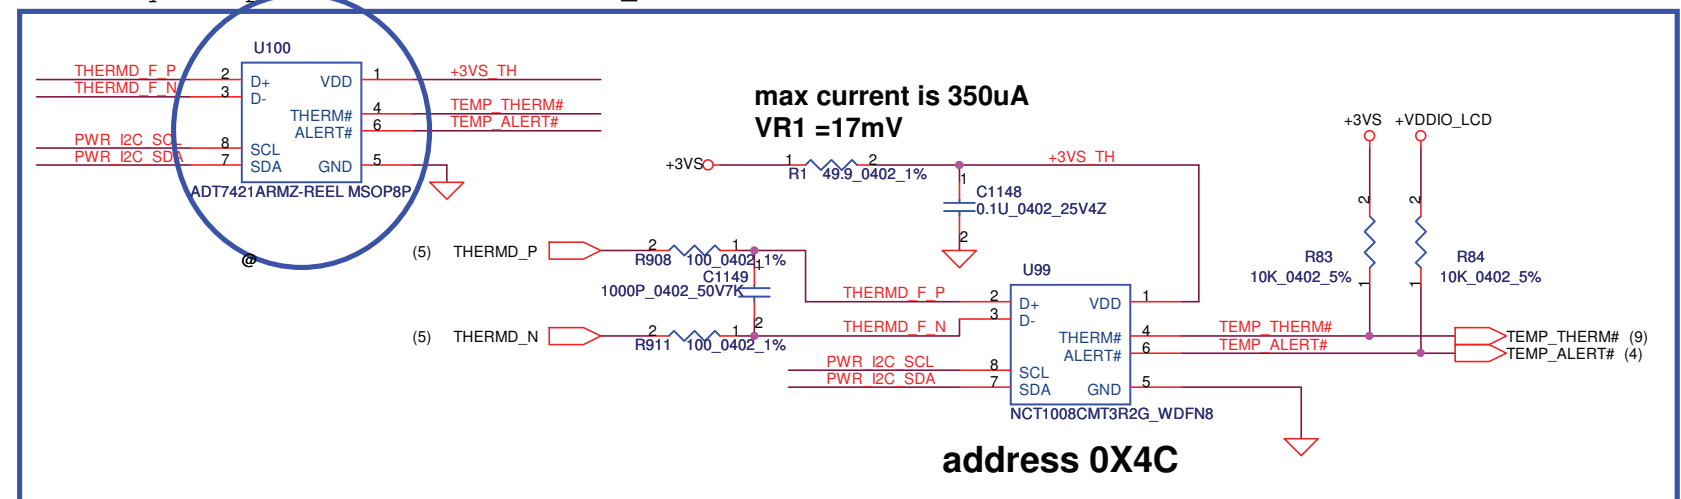 U100
THERMD_F_P 2 D+ VDD 1 +3VS_TH
THERMD_F_N 3 D-
THERM# 4 TEMP_THERM#
ALERT# 6 TEMP_ALERT#
PWR_I2C_SCL 8 SCL
PWR_I2C_SDA 7 SDA GND 5
ADT7421ARMZ-REEL MSOP8P
@
max current is 350uA
VR1 =17mV
+3VS 1 2 +3VS_TH
R1 49.9_0402_1%
1
C1148
0.1U_0402_25V4Z
2
+3VS +VDDIO_LCD
2 2
R83 R84
10K_0402_5% 10K_0402_5%
1 1
(5) THERMD_P 2 1
R908 100_0402_1%
1
C1149
1000P_0402_50V7K
2
(5) THERMD_N 2 1
R911 100_0402_1%
U99
THERMD_F_P 2 D+ VDD 1
THERMD_F_N 3 D-
THERM# 4 TEMP_THERM# TEMP_THERM# (9)
ALERT# 6 TEMP_ALERT# TEMP_ALERT# (4)
PWR_I2C_SCL 8 SCL
PWR_I2C_SDA 7 SDA GND 5
NCT1008CMT3R2G_WDFN8
address 0X4C